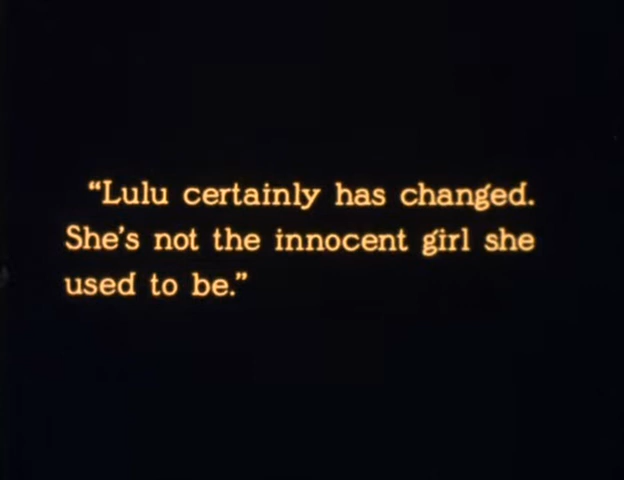 “Lulu certainly has changed.
She’s not the innocent girl she
used to be.”